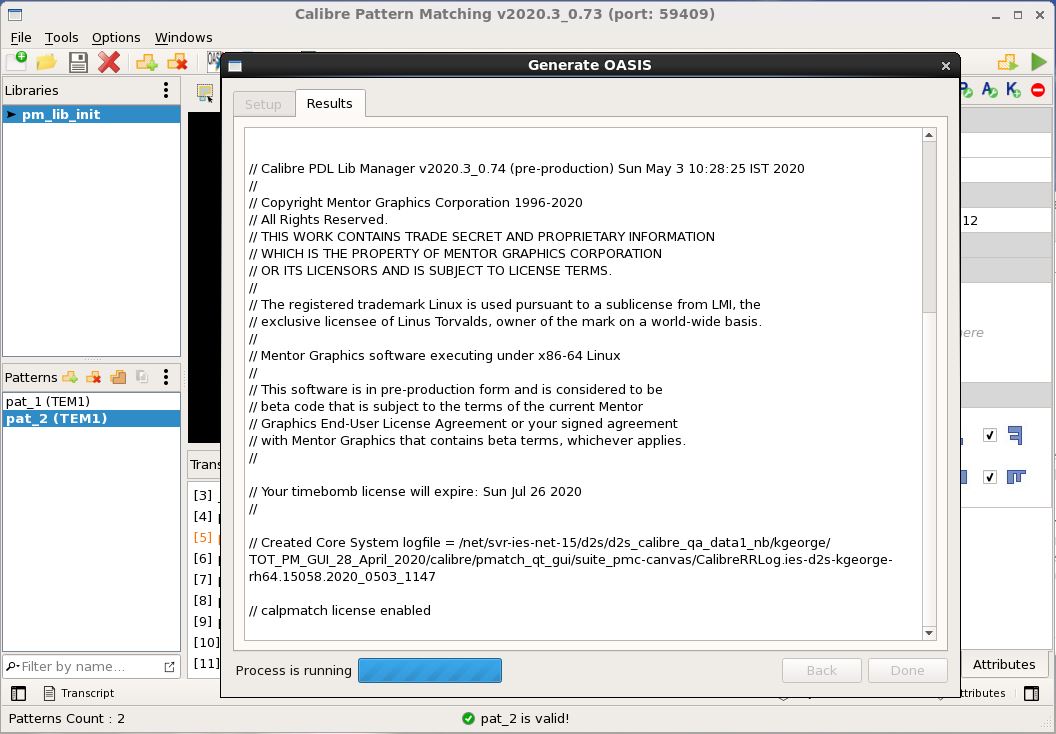 Calibre Pattern Matching v2020.3_0.73 (port: 59409)
File Tools Options Windows
Generate OASIS
Libraries
pm_lib_init
Setup
Results
// Calibre PDL Lib Manager v2020.3_0.74 (pre-production) Sun May 3 10:28:25 IST 2020
//
// Copyright Mentor Graphics Corporation 1996-2020
// All Rights Reserved.
// THIS WORK CONTAINS TRADE SECRET AND PROPRIETARY INFORMATION
// WHICH IS THE PROPERTY OF MENTOR GRAPHICS CORPORATION
// OR ITS LICENSORS AND IS SUBJECT TO LICENSE TERMS.
//
// The registered trademark Linux is used pursuant to a sublicense from LMI, the
// exclusive licensee of Linus Torvalds, owner of the mark on a world-wide basis.
//
// Mentor Graphics software executing under x86-64 Linux
//
// This software is in pre-production form and is considered to be
// beta code that is subject to the terms of the current Mentor
// Graphics End-User License Agreement or your signed agreement
// with Mentor Graphics that contains beta terms, whichever applies.
//
// Your timebomb license will expire: Sun Jul 26 2020
//
// Created Core System logfile = /net/svr-ies-net-15/d2s/d2s_calibre_qa_data1_nb/kgeorge/
TOT_PM_GUI_28_April_2020/calibre/pmatch_qt_gui/suite_pmc-canvas/CalibreRRLog.ies-d2s-kgeorge-
rh64.15058.2020_0503_1147
// calpmatch license enabled
12
ere
Patterns
pat_1 (TEM1)
pat_2 (TEM1)
Trans
[3]
[4] p
[5] p
[6] p
[7] p
[8] p
[9] p
[10]
[11]
Filter by name...
Process is running
Back
Done
Attributes
Transcript
ttributes
Patterns Count : 2
pat_2 is valid!